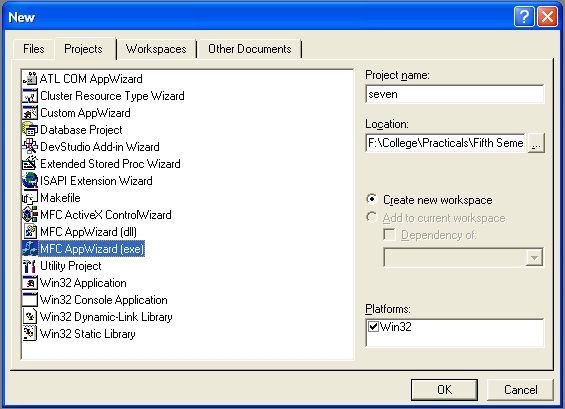 New
Files Projects Workspaces Other Documents
ATL COM AppWizard
Cluster Resource Type Wizard
Custom AppWizard
Database Project
DevStudio Add-in Wizard
Extended Stored Proc Wizard
ISAPI Extension Wizard
Makefile
MFC ActiveX ControlWizard
MFC AppWizard (dll)
MFC AppWizard (exe)
Utility Project
Win32 Application
Win32 Console Application
Win32 Dynamic-Link Library
Win32 Static Library
Project name:
seven
Location:
F:\College\Practicals\Fifth Seme ...
Create new workspace
Add to current workspace
Dependency of:
Platforms:
Win32
OK Cancel